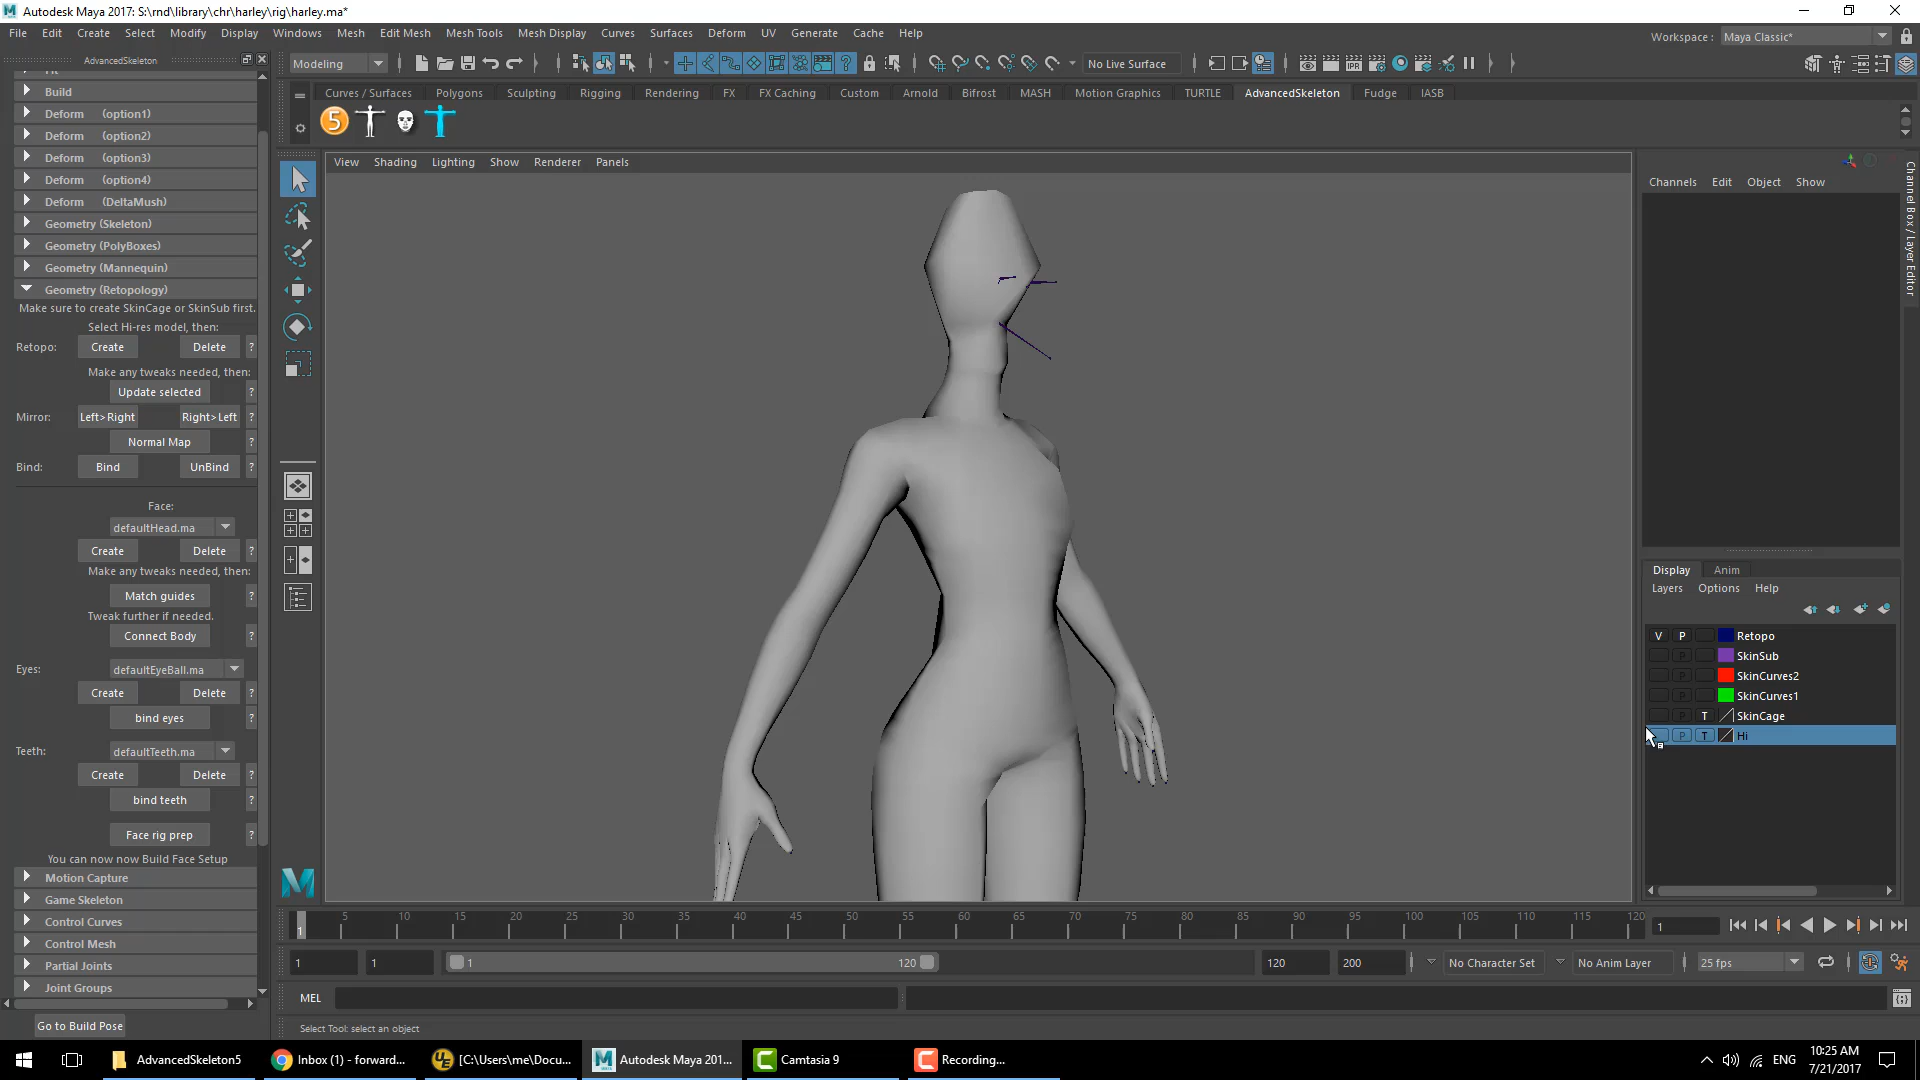 Autodesk Maya 2017: S:\rnd\library\chr\harley\rig\harley.ma*
File Edit Create Select Modify Display Windows Mesh Edit Mesh Mesh Tools Mesh Display Curves Surfaces Deform UV Generate Cache Help
Workspace : Maya Classic*
AdvancedSkeleton
Modeling
No Live Surface
Curves / Surfaces Polygons Sculpting Rigging Rendering FX FX Caching Custom Arnold Bifrost MASH Motion Graphics TURTLE AdvancedSkeleton Fudge IASB
5
View Shading Lighting Show Renderer Panels
Build
Deform (option1)
Deform (option2)
Deform (option3)
Deform (option4)
Deform (DeltaMush)
Geometry (Skeleton)
Geometry (PolyBoxes)
Geometry (Mannequin)
Geometry (Retopology)
Make sure to create SkinCage or SkinSub first.
Select Hi-res model, then:
Retopo: Create Delete ?
Make any tweaks needed, then:
Update selected ?
Mirror: Left>Right Right>Left ?
Normal Map ?
Bind: Bind UnBind ?
Face:
defaultHead.ma
Create Delete ?
Make any tweaks needed, then:
Match guides ?
Tweak further if needed.
Connect Body ?
Eyes: defaultEyeBall.ma
Create Delete ?
bind eyes ?
Teeth: defaultTeeth.ma
Create Delete ?
bind teeth ?
Face rig prep ?
You can now now Build Face Setup
Motion Capture
Game Skeleton
Control Curves
Control Mesh
Partial Joints
Joint Groups
Go to Build Pose
Channels Edit Object Show
Channel Box / Layer Editor
Display Anim
Layers Options Help
V P Retopo
P SkinSub
P SkinCurves2
P SkinCurves1
P T SkinCage
P T Hi
5 10 15 20 25 30 35 40 45 50 55 60 65 70 75 80 85 90 95 100 105 110 115 120
1
1
1 1 1 120 120 200 No Character Set No Anim Layer 25 fps
MEL
Select Tool: select an object
AdvancedSkeleton5 Inbox (1) - forward... [C:\Users\me\Docu... Autodesk Maya 201... Camtasia 9 Recording...
ENG
10:25 AM
7/21/2017